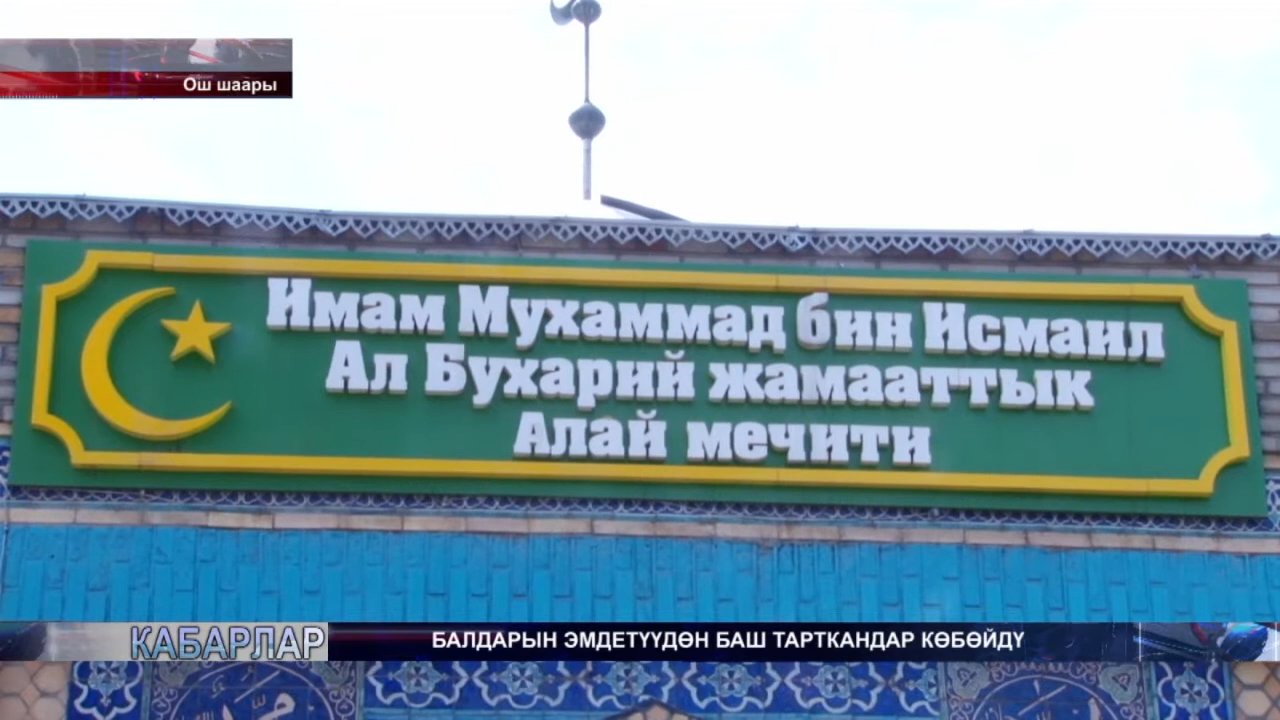 Ош шаары
Имам Мухаммад бин Исмаил
Ал Бухарий жамааттык
Алай мечити
КАБАРЛАР
БАЛДАРЫН ЭМДЕТҮҮДӨН БАШ ТАРТКАНДАР КӨБӨЙДҮ